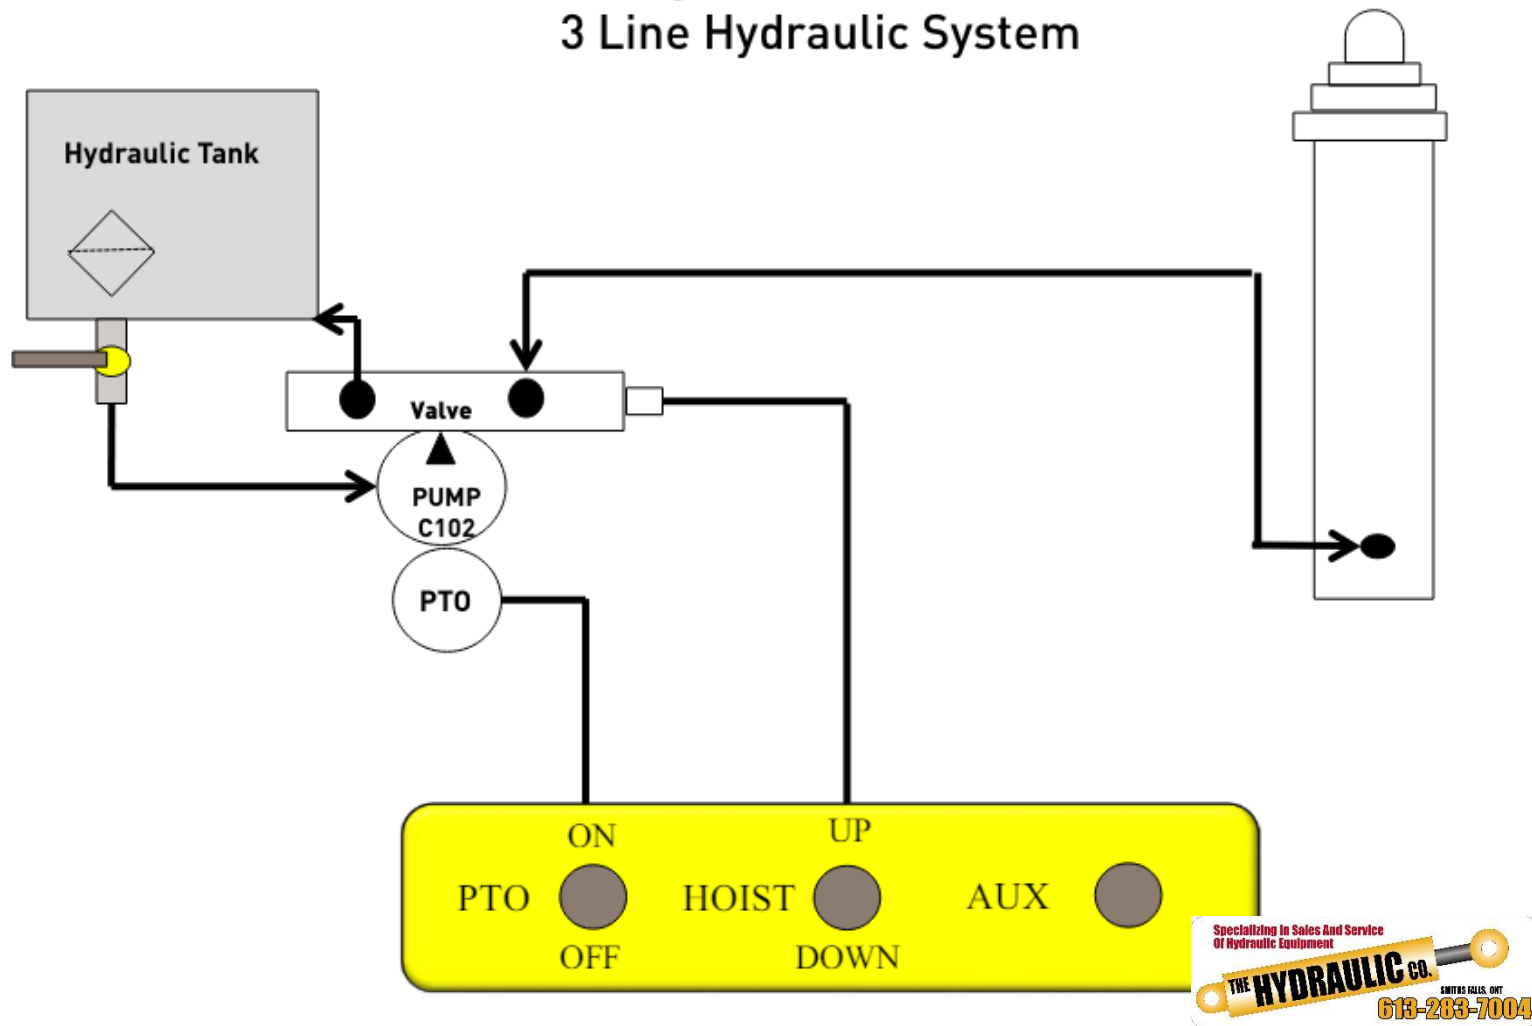 3 Line Hydraulic System
Hydraulic Tank
Valve
PUMP
C102
PTO
ON
UP
PTO
HOIST
AUX
OFF
DOWN
Specializing In Sales And Service
Of Hydraulic Equipment
THE HYDRAULIC CO.
SMITHS FALLS, ONT
613-283-7004